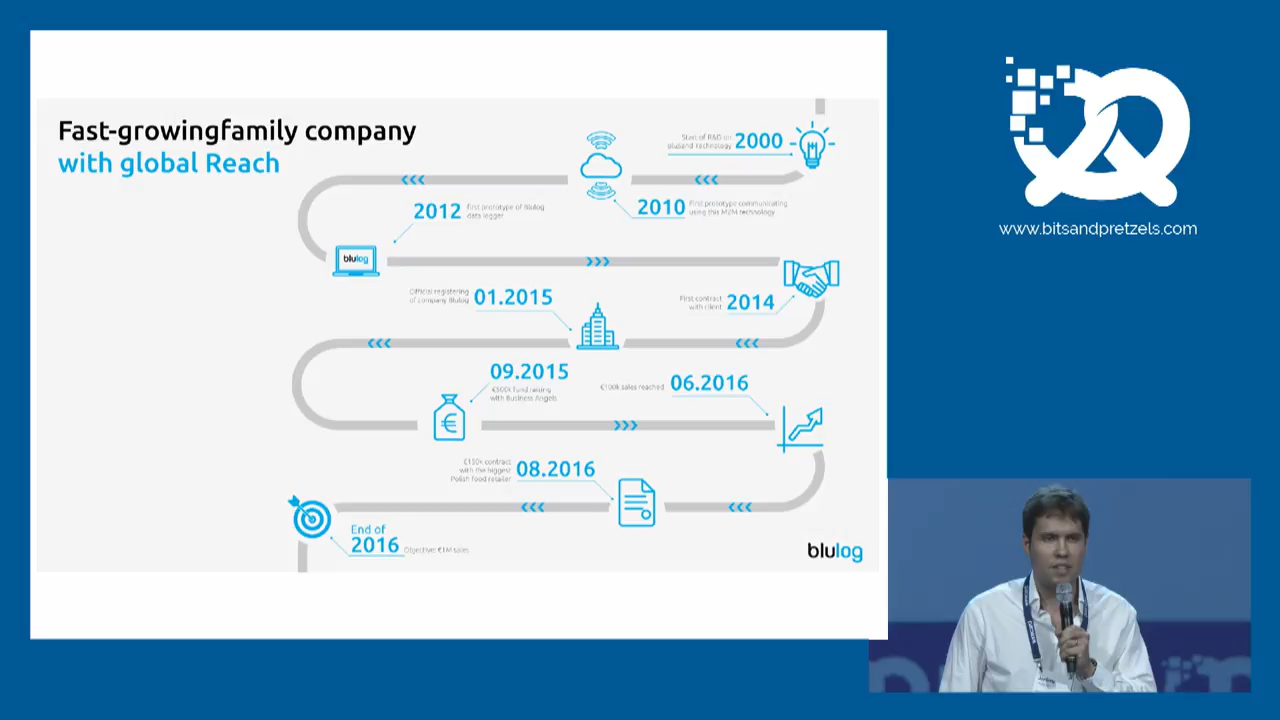 Fast-growingfamily company
with global Reach
Start of R&D on
BluBand Technology
2000
2010
First prototype communicating
using this M2M technology
2012
first prototype of Blulog
data logger
blulog
Official registering
of company Blulog
01.2015
First contract
with client
2014
09.2015
€500k fund raising
with Business Angels
€100k sales reached
06.2016
€150k contract
with the biggest
Polish food retailer
08.2016
End of
2016
Objective: €1M sales
blulog
www.bitsandpretzels.com